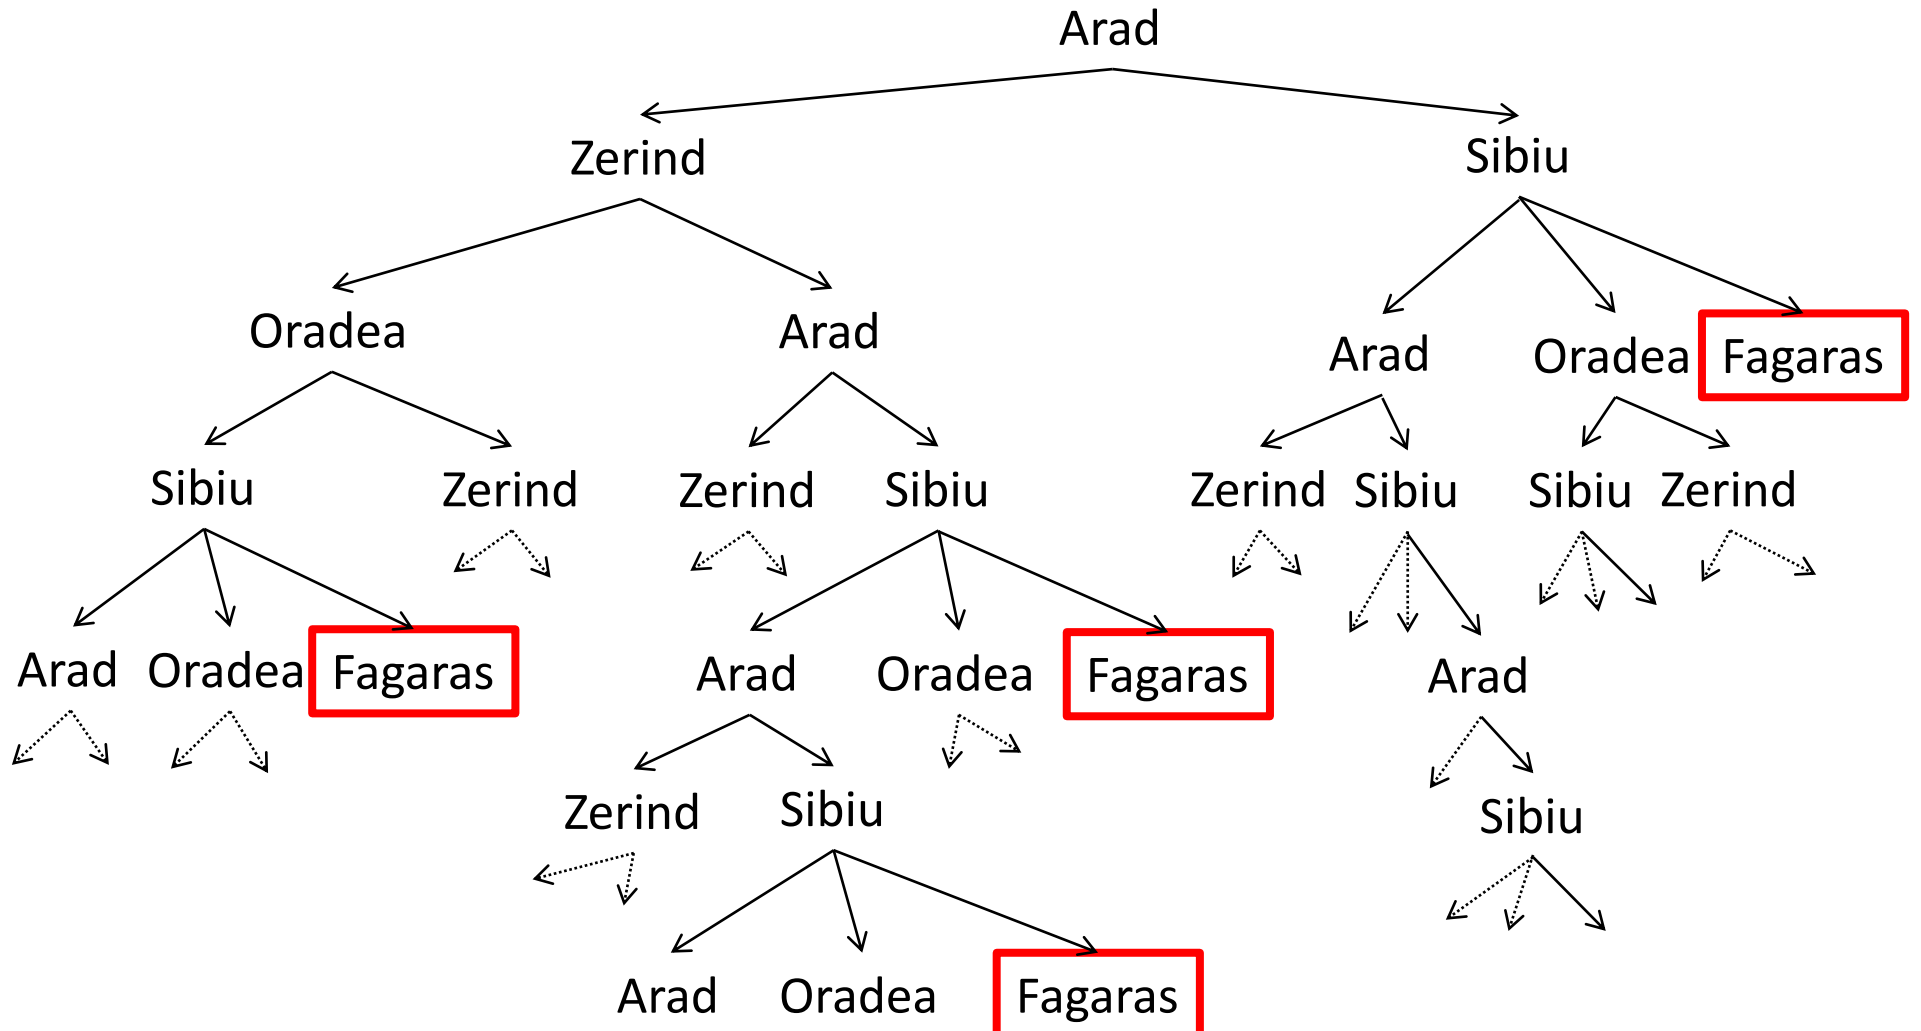 Arad
Zerind Sibiu
Oradea Arad Arad Oradea Fagaras
Sibiu Zerind Zerind Sibiu Zerind Sibiu Sibiu Zerind
Arad Oradea Fagaras Arad Oradea Fagaras Arad
Zerind Sibiu Sibiu
Arad Oradea Fagaras